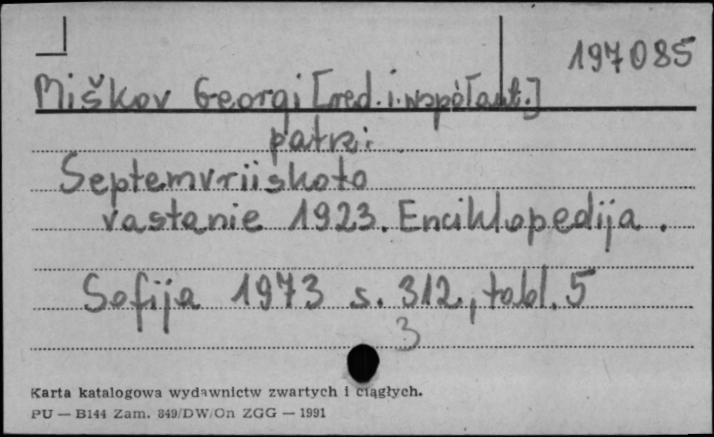 197085
Miškov Georgi [red. i współaut.]
patrz:
Septemvriiskoto
vastanie 1923. Enciklopedija.
Sofija 1973 s. 312., tabl. 5
3
Karta katalogowa wydawnictw zwartych i ciągłych.
PU — B144 Zam. 849/DW/On ZGG — 1991